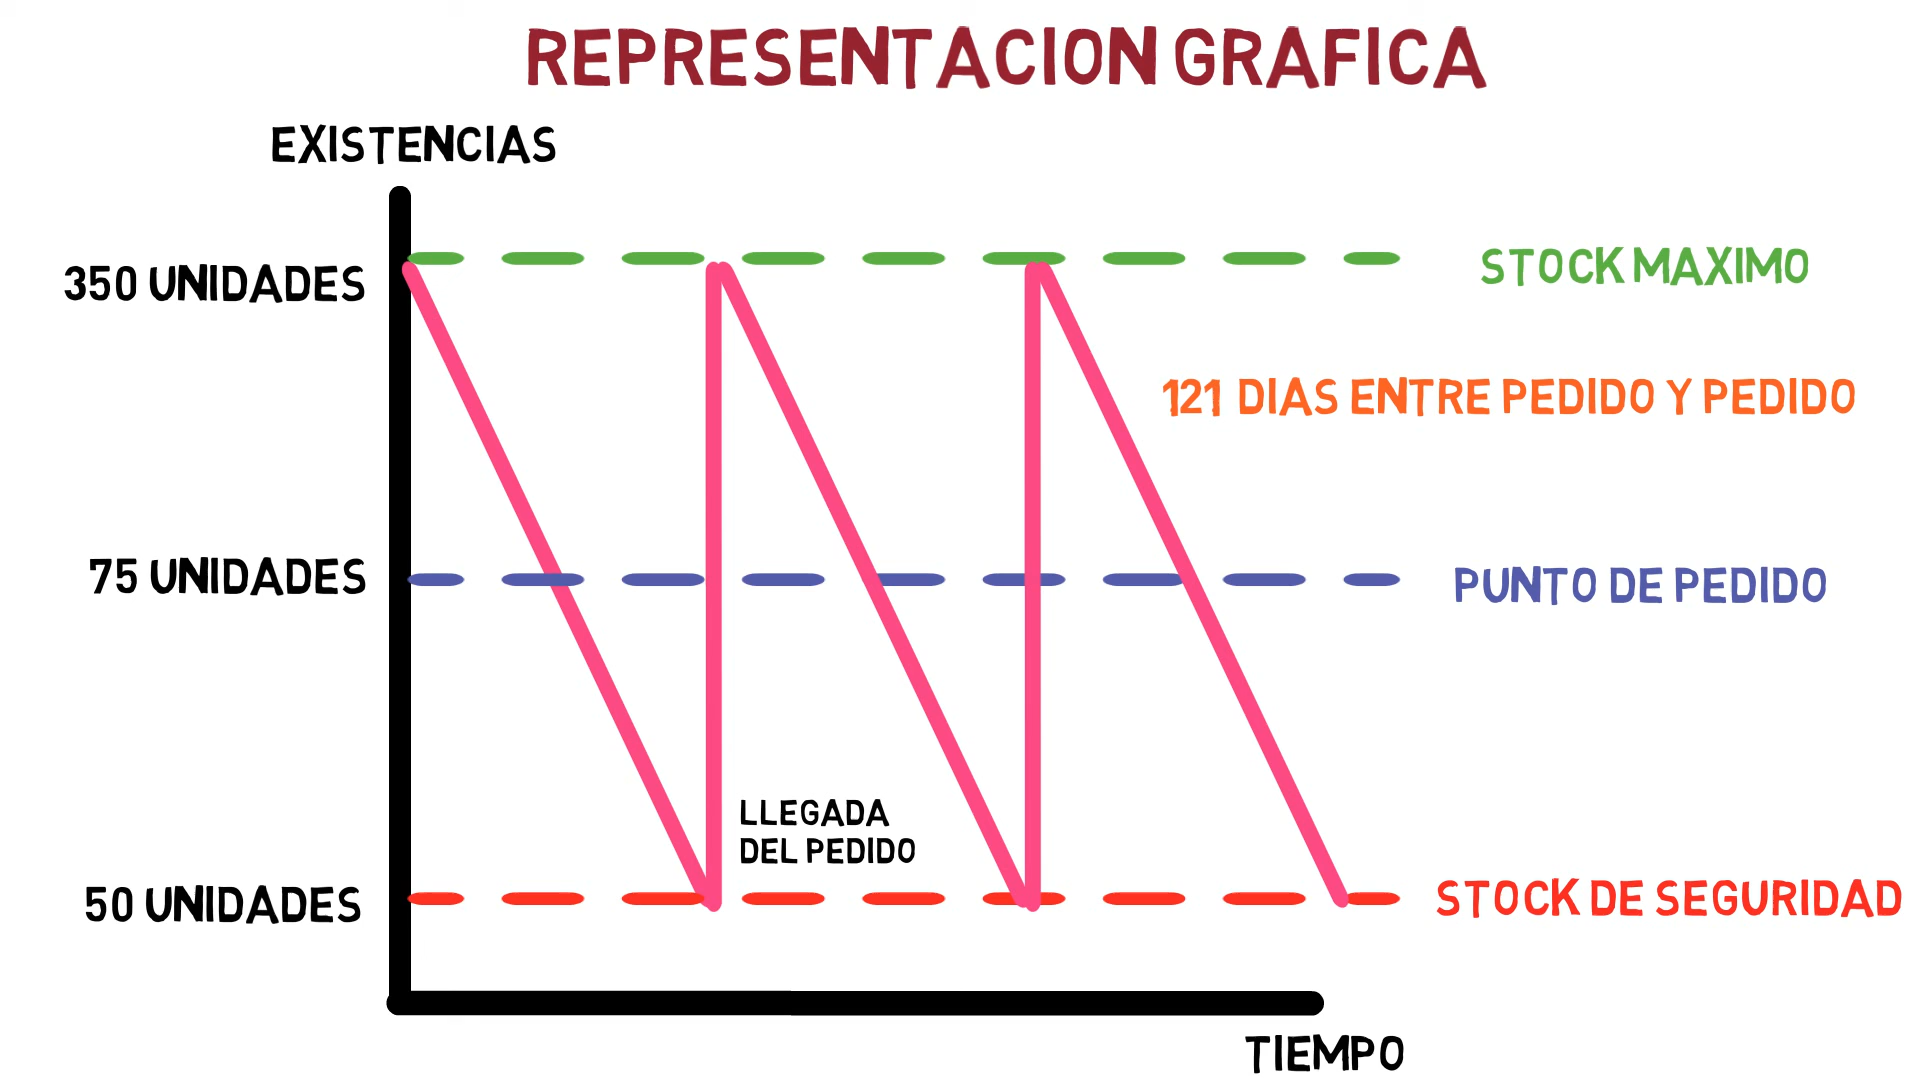 REPRESENTACION GRAFICA
EXISTENCIAS
350 UNIDADES
STOCK MAXIMO
121 DIAS ENTRE PEDIDO Y PEDIDO
75 UNIDADES
PUNTO DE PEDIDO
LLEGADA
DEL PEDIDO
50 UNIDADES
STOCK DE SEGURIDAD
TIEMPO